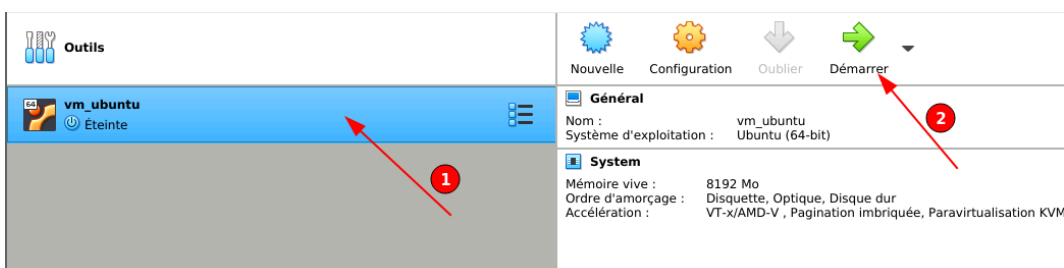 Outils
Nouvelle Configuration Oublier Démarrer
64
vm_ubuntu
Éteinte
1
2
Général
Nom : vm_ubuntu
Système d'exploitation : Ubuntu (64-bit)
System
Mémoire vive : 8192 Mo
Ordre d'amorçage : Disquette, Optique, Disque dur
Accélération : VT-x/AMD-V , Pagination imbriquée, Paravirtualisation KVM